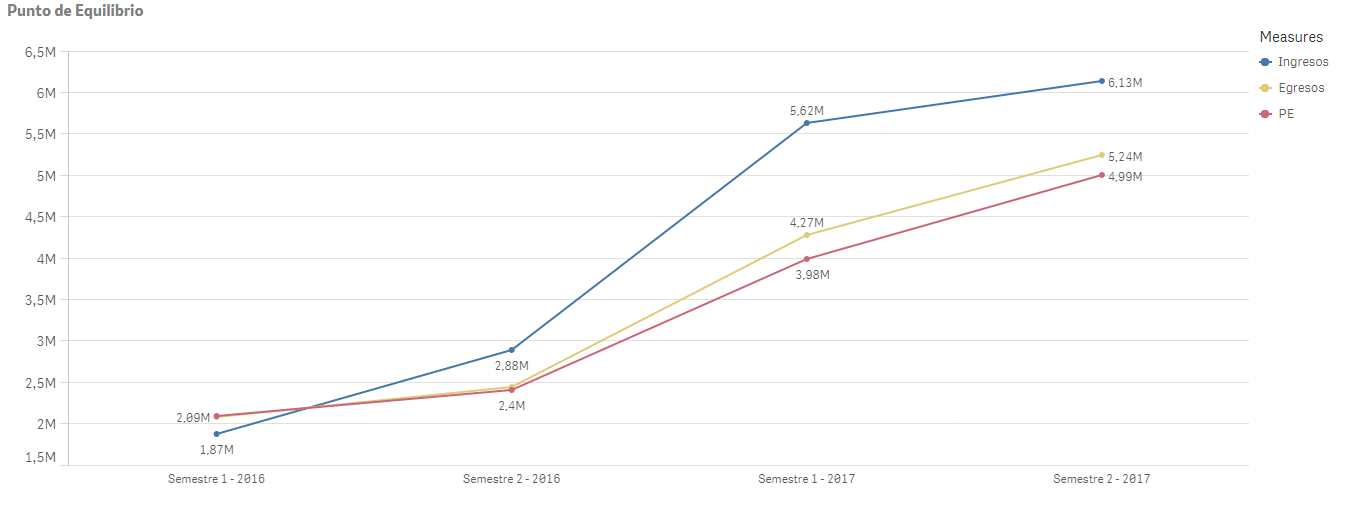 Punto de Equilibrio
Measures
Ingresos
Egresos
PE
6,5M
6M
5,5M
5M
4,5M
4M
3,5M
3M
2,5M
2M
1,5M
2,09M
1,87M
2,88M
2,4M
5,62M
4,27M
3,98M
6,13M
5,24M
4,99M
Semestre 1 - 2016
Semestre 2 - 2016
Semestre 1 - 2017
Semestre 2 - 2017